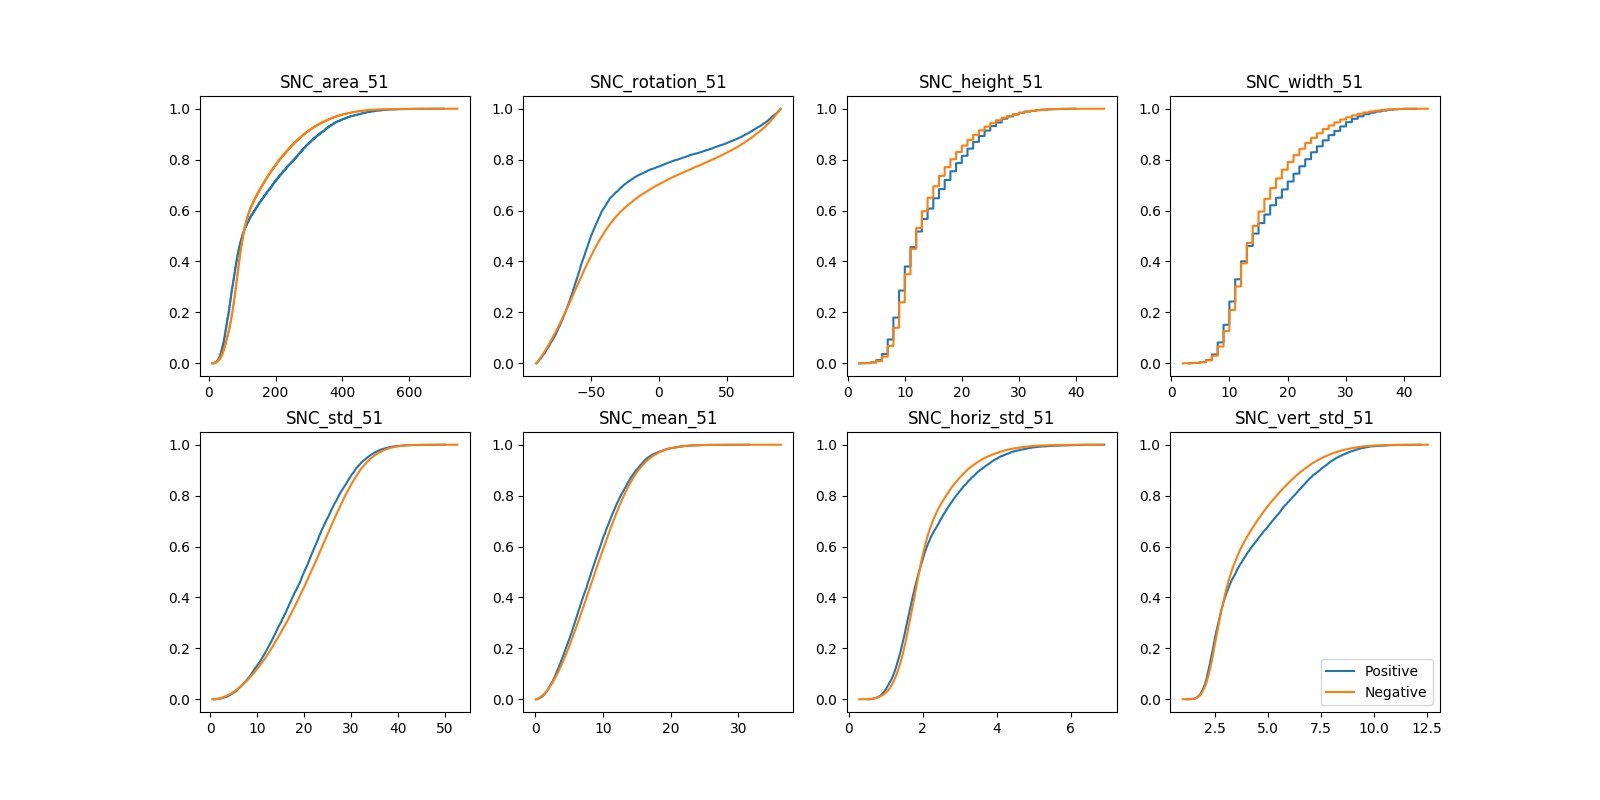 SNC_area_51 SNC_rotation_51 SNC_height_51 SNC_width_51
1.0 1.0 1.0 1.0
0.8 0.8 0.8 0.8
0.6 0.6 0.6 0.6
0.4 0.4 0.4 0.4
0.2 0.2 0.2 0.2
0.0 0.0 0.0 0.0
0 200 400 600 −50 0 50 0 10 20 30 40 0 10 20 30 40
SNC_std_51 SNC_mean_51 SNC_horiz_std_51 SNC_vert_std_51
1.0 1.0 1.0 1.0
0.8 0.8 0.8 0.8
0.6 0.6 0.6 0.6
0.4 0.4 0.4 0.4
0.2 0.2 0.2 0.2
Positive
Negative
0.0 0.0 0.0 0.0
0 10 20 30 40 50 0 10 20 30 0 2 4 6 2.5 5.0 7.5 10.0 12.5